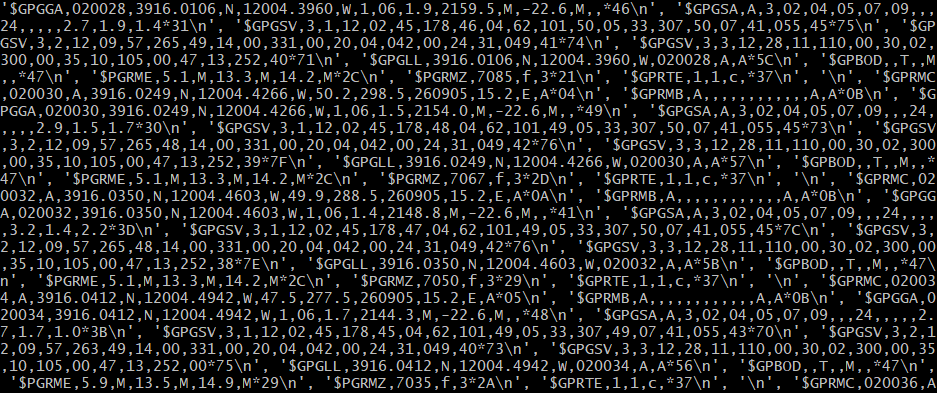 '$GPGGA,020028,3916.0106,N,12004.3960,W,1,06,1.9,2159.5,M,-22.6,M,,*46\n', '$GPGSA,A,3,02,04,05,07,09,,,
24,,,,,2.7,1.9,1.4*31\n', '$GPGSV,3,1,12,02,45,178,46,04,62,101,50,05,33,307,50,07,41,055,45*75\n', '$GP
GSV,3,2,12,09,57,265,49,14,00,331,00,20,04,042,00,24,31,049,41*74\n', '$GPGSV,3,3,12,28,11,110,00,30,02,
300,00,35,10,105,00,47,13,252,40*71\n', '$GPGLL,3916.0106,N,12004.3960,W,020028,A,A*5C\n', '$GPBOD,,T,,M
,,*47\n', '$PGRME,5.1,M,13.3,M,14.2,M*2C\n', '$PGRMZ,7085,f,3*21\n', '$GPRTE,1,1,c,*37\n', '\n', '$GPRMC
,020030,A,3916.0249,N,12004.4266,W,50.2,298.5,260905,15.2,E,A*04\n', '$GPRMB,A,,,,,,,,,,,,A,A*0B\n', '$G
PGGA,020030,3916.0249,N,12004.4266,W,1,06,1.5,2154.0,M,-22.6,M,,*49\n', '$GPGSA,A,3,02,04,05,07,09,,,24,
,,,,2.9,1.5,1.7*30\n', '$GPGSV,3,1,12,02,45,178,48,04,62,101,49,05,33,307,50,07,41,055,45*73\n', '$GPGSV
,3,2,12,09,57,265,48,14,00,331,00,20,04,042,00,24,31,049,42*76\n', '$GPGSV,3,3,12,28,11,110,00,30,02,300
,00,35,10,105,00,47,13,252,39*7F\n', '$GPGLL,3916.0249,N,12004.4266,W,020030,A,A*57\n', '$GPBOD,,T,,M,,*
47\n', '$PGRME,5.1,M,13.3,M,14.2,M*2C\n', '$PGRMZ,7067,f,3*2D\n', '$GPRTE,1,1,c,*37\n', '\n', '$GPRMC,02
0032,A,3916.0350,N,12004.4603,W,49.9,288.5,260905,15.2,E,A*0A\n', '$GPRMB,A,,,,,,,,,,,,A,A*0B\n', '$GPGG
A,020032,3916.0350,N,12004.4603,W,1,06,1.4,2148.8,M,-22.6,M,,*41\n', '$GPGSA,A,3,02,04,05,07,09,,,24,,,,
,3.2,1.4,2.2*3D\n', '$GPGSV,3,1,12,02,45,178,47,04,62,101,49,05,33,307,50,07,41,055,45*7C\n', '$GPGSV,3,
2,12,09,57,265,48,14,00,331,00,20,04,042,00,24,31,049,42*76\n', '$GPGSV,3,3,12,28,11,110,00,30,02,300,00
,35,10,105,00,47,13,252,38*7E\n', '$GPGLL,3916.0350,N,12004.4603,W,020032,A,A*5B\n', '$GPBOD,,T,,M,,*47\
n', '$PGRME,5.1,M,13.3,M,14.2,M*2C\n', '$PGRMZ,7050,f,3*29\n', '$GPRTE,1,1,c,*37\n', '\n', '$GPRMC,02003
4,A,3916.0412,N,12004.4942,W,47.5,277.5,260905,15.2,E,A*05\n', '$GPRMB,A,,,,,,,,,,,,A,A*0B\n', '$GPGGA,0
20034,3916.0412,N,12004.4942,W,1,06,1.7,2144.3,M,-22.6,M,,*48\n', '$GPGSA,A,3,02,04,05,07,09,,,24,,,,,2.
7,1.7,1.0*3B\n', '$GPGSV,3,1,12,02,45,178,45,04,62,101,49,05,33,307,49,07,41,055,43*70\n', '$GPGSV,3,2,1
2,09,57,263,49,14,00,331,00,20,04,042,00,24,31,049,40*73\n', '$GPGSV,3,3,12,28,11,110,00,30,02,300,00,35
,10,105,00,47,13,252,00*75\n', '$GPGLL,3916.0412,N,12004.4942,W,020034,A,A*56\n', '$GPBOD,,T,,M,,*47\n',
'$PGRME,5.9,M,13.5,M,14.9,M*29\n', '$PGRMZ,7035,f,3*2A\n', '$GPRTE,1,1,c,*37\n', '\n', '$GPRMC,020036,A